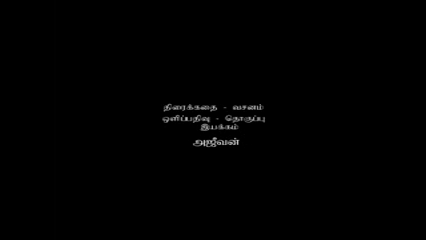 திரைக்கதை - வசனம்
ஒளிப்பதிவு - தொகுப்பு
இயக்கம்
அஜீவன்